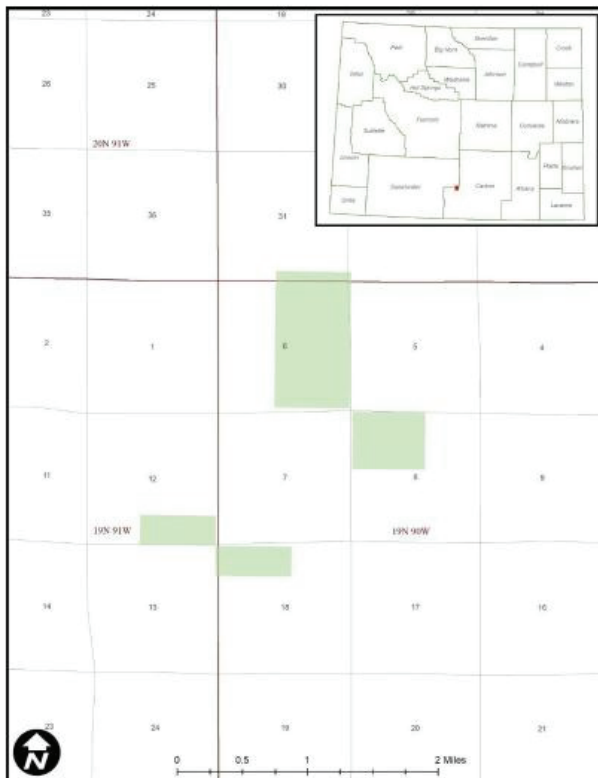 23 24 19
26 25 30
20N 91W
35 36 31
2 1 6 5 4
11 12 7 8 9
19N 91W 19N 90W
14 13 18 17 16
23 24 19 20 21
N
0 0.5 1 2 Miles
Park
Big Horn
Sheridan
Crook
Campbell
Johnson
Washakie
Weston
Teton
Hot Springs
Fremont
Natrona
Converse
Niobrara
Sublette
Platte
Goshen
Lincoln
Sweetwater
Carbon
Albany
Uinta
Laramie